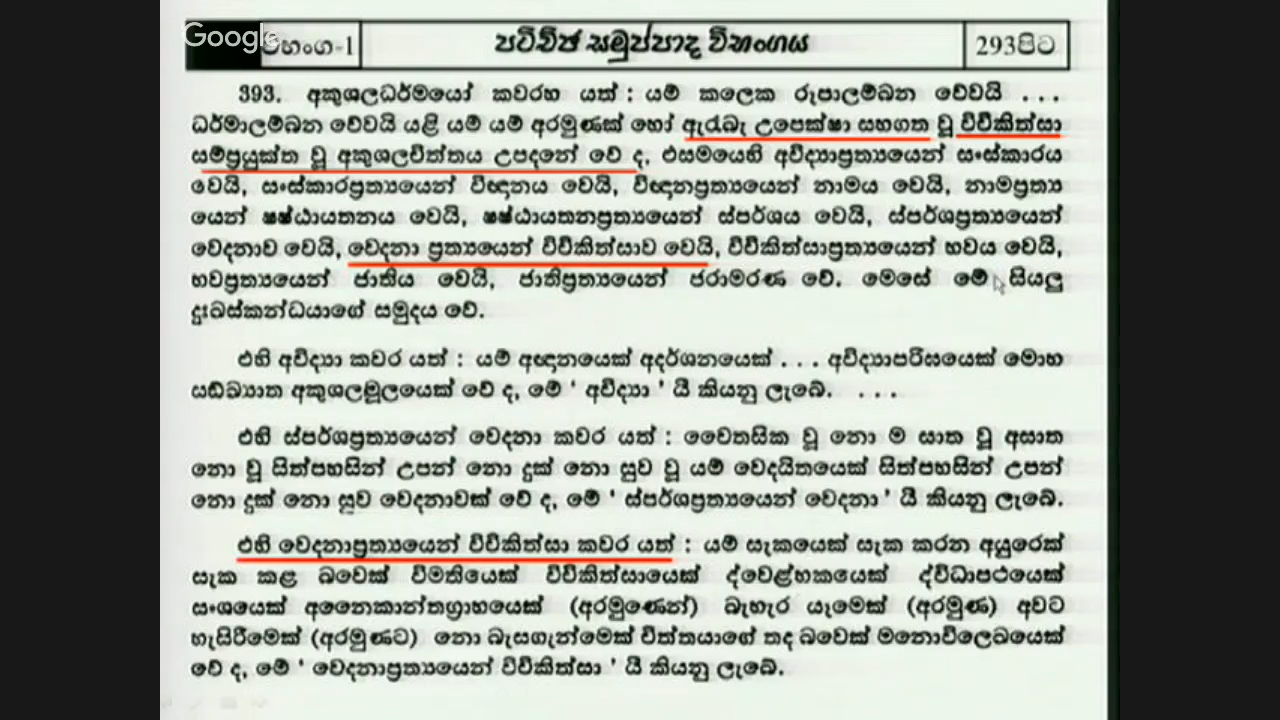 Google
විභංග-1 පටිච්ඡ සමුප්පාද විභංගය 293පිට
393. අකුශලධර්මයෝ කවරහ යත් : යම් කලෙක රූපාලම්බන වේවයි ...
ධර්මාලම්බන වේවයි යළි යම් යම් අරමුණක් හෝ ඇරැබැ උපෙක්ෂා සහගත වූ විචිකිත්සා
සම්ප්‍රයුක්ත වූ අකුශලචිත්තය උපදනේ වේ ද, එසමයෙහි අවිද්‍යාප්‍රත්‍යයෙන් සංස්කාරය
වෙයි, සංස්කාරප්‍රත්‍යයෙන් විඥානය වෙයි, විඥානප්‍රත්‍යයෙන් නාමය වෙයි, නාමප්‍රත්‍ය
යෙන් ෂෂ්ඨායතනය වෙයි, ෂෂ්ඨායතනප්‍රත්‍යයෙන් ස්පර්ශය වෙයි, ස්පර්ශප්‍රත්‍යයෙන්
වේදනාව වෙයි, වේදනා ප්‍රත්‍යයෙන් විචිකිත්සාව වෙයි, විචිකිත්සාප්‍රත්‍යයෙන් භවය වෙයි,
භවප්‍රත්‍යයෙන් ජාතිය වෙයි, ජාතිප්‍රත්‍යයෙන් ජරාමරණ වේ. මෙසේ මේ සියලු
දුඃඛස්කන්ධයාගේ සමුදය වේ.
එහි අවිද්‍යා කවර යත් : යම් අඥානයෙක් අදර්ශනයෙක් . . . අවිද්‍යාපරිඝයෙක් මොහ
සඞ්ඛ්‍යාත අකුශලමූලයෙක් වේ ද, මේ ' අවිද්‍යා ' යී කියනු ලැබේ. . . .
එහි ස්පර්ශප්‍රත්‍යයෙන් වේදනා කවර යත් : චෛතසික වූ නො ම සාත වූ අසාත
නො වූ සිත්පහසින් උපන් නො දුක් නො සුව වූ යම් වේදයිතයෙක් සිත්පහසින් උපන්
නො දුක් නො සුව වේදනාවක් වේ ද, මේ ' ස්පර්ශප්‍රත්‍යයෙන් වේදනා ' යී කියනු ලැබේ.
එහි වේදනාප්‍රත්‍යයෙන් විචිකිත්සා කවර යත් : යම් සැකයෙක් සැක කරන අයුරෙක්
සැක කළ බවෙක් විමතියෙක් විචිකිත්සායෙක් ද්වෙළ්හකයෙක් ද්විධාපථයෙක්
සංශයෙක් අනෛකාන්තග්‍රාහයෙක් (අරමුණෙන්) බැහැර යෑමෙක් (අරමුණ) අවට
හැසිරීමෙක් (අරමුණට) නො බැසගැන්මෙක් චිත්තයාගේ තද බවෙක් මනොවිලෙඛයෙක්
වේ ද, මේ ' වේදනාප්‍රත්‍යයෙන් විචිකිත්සා ' යී කියනු ලැබේ.